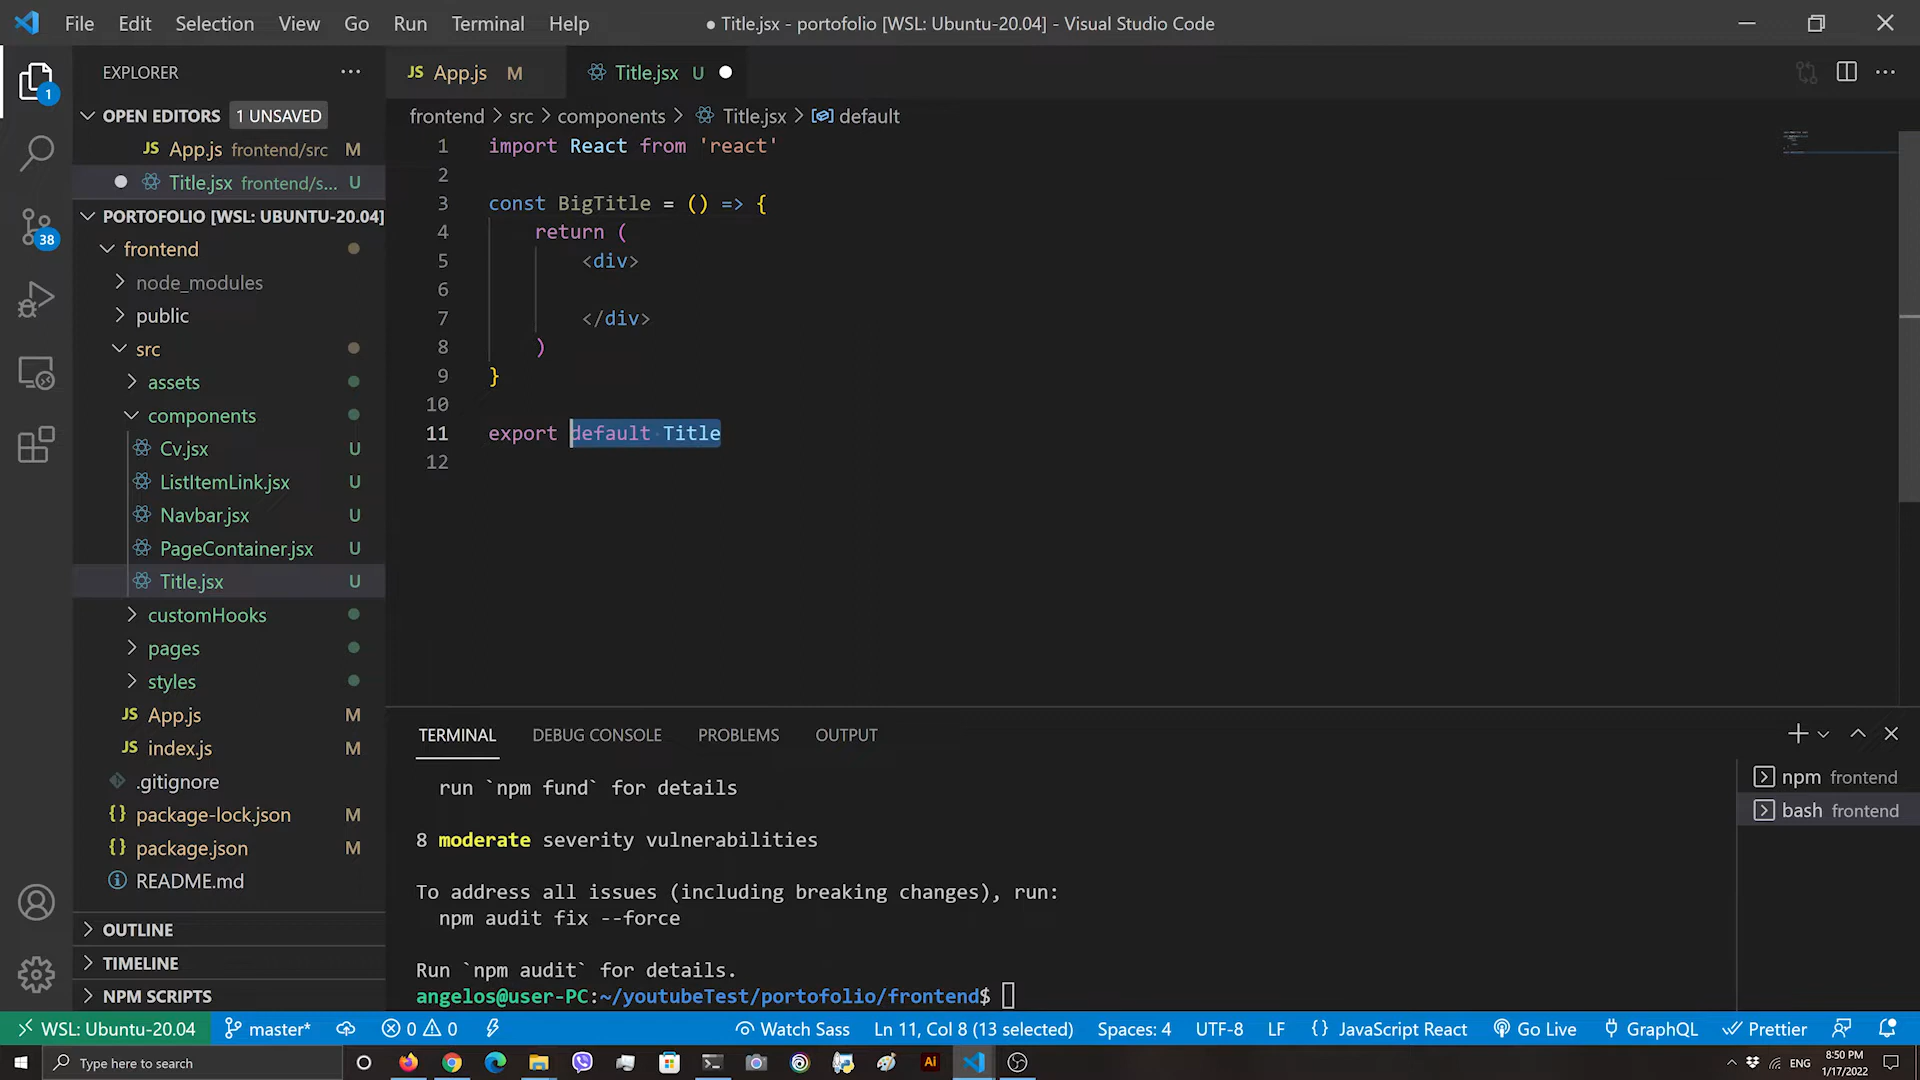 File Edit Selection View Go Run Terminal Help
● Title.jsx - portofolio [WSL: Ubuntu-20.04] - Visual Studio Code
EXPLORER
1
OPEN EDITORS 1 UNSAVED
JS App.js frontend/src M
Title.jsx frontend/s... U
38
PORTOFOLIO [WSL: UBUNTU-20.04]
frontend
node_modules
public
src
assets
components
Cv.jsx U
ListItemLink.jsx U
Navbar.jsx U
PageContainer.jsx U
Title.jsx U
customHooks
pages
styles
JS App.js M
JS index.js M
.gitignore
{} package-lock.json M
{} package.json M
README.md
OUTLINE
TIMELINE
NPM SCRIPTS
JS App.js M
Title.jsx U
frontend > src > components > Title.jsx > default
1 import React from 'react'
2
3 const BigTitle = () => {
4 return (
5 <div>
6
7 </div>
8 )
9 }
10
11 export default Title
12
TERMINAL DEBUG CONSOLE PROBLEMS OUTPUT
run `npm fund` for details
8 moderate severity vulnerabilities
To address all issues (including breaking changes), run:
npm audit fix --force
Run `npm audit` for details.
angelos@user-PC:~/youtubeTest/portofolio/frontend$
npm frontend
bash frontend
WSL: Ubuntu-20.04 master* 0 0 Watch Sass Ln 11, Col 8 (13 selected) Spaces: 4 UTF-8 LF {} JavaScript React Go Live GraphQL Prettier
Type here to search
Ai
ENG
8:50 PM
1/17/2022